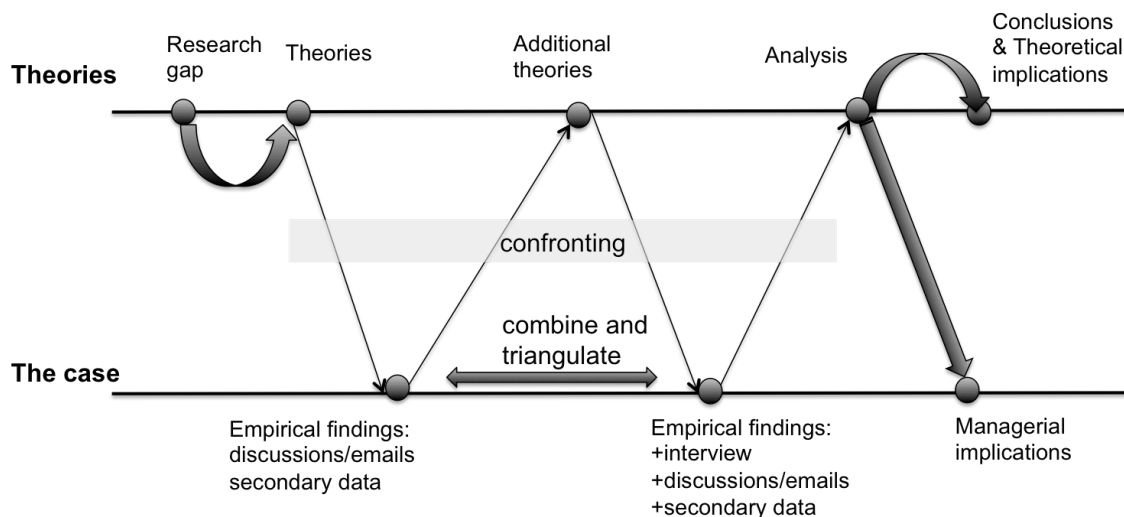 Research
gap
Theories
Additional
theories
Analysis
Conclusions
& Theoretical
implications
Theories
confronting
combine and
triangulate
The case
Empirical findings:
discussions/emails
secondary data
Empirical findings:
+interview
+discussions/emails
+secondary data
Managerial
implications